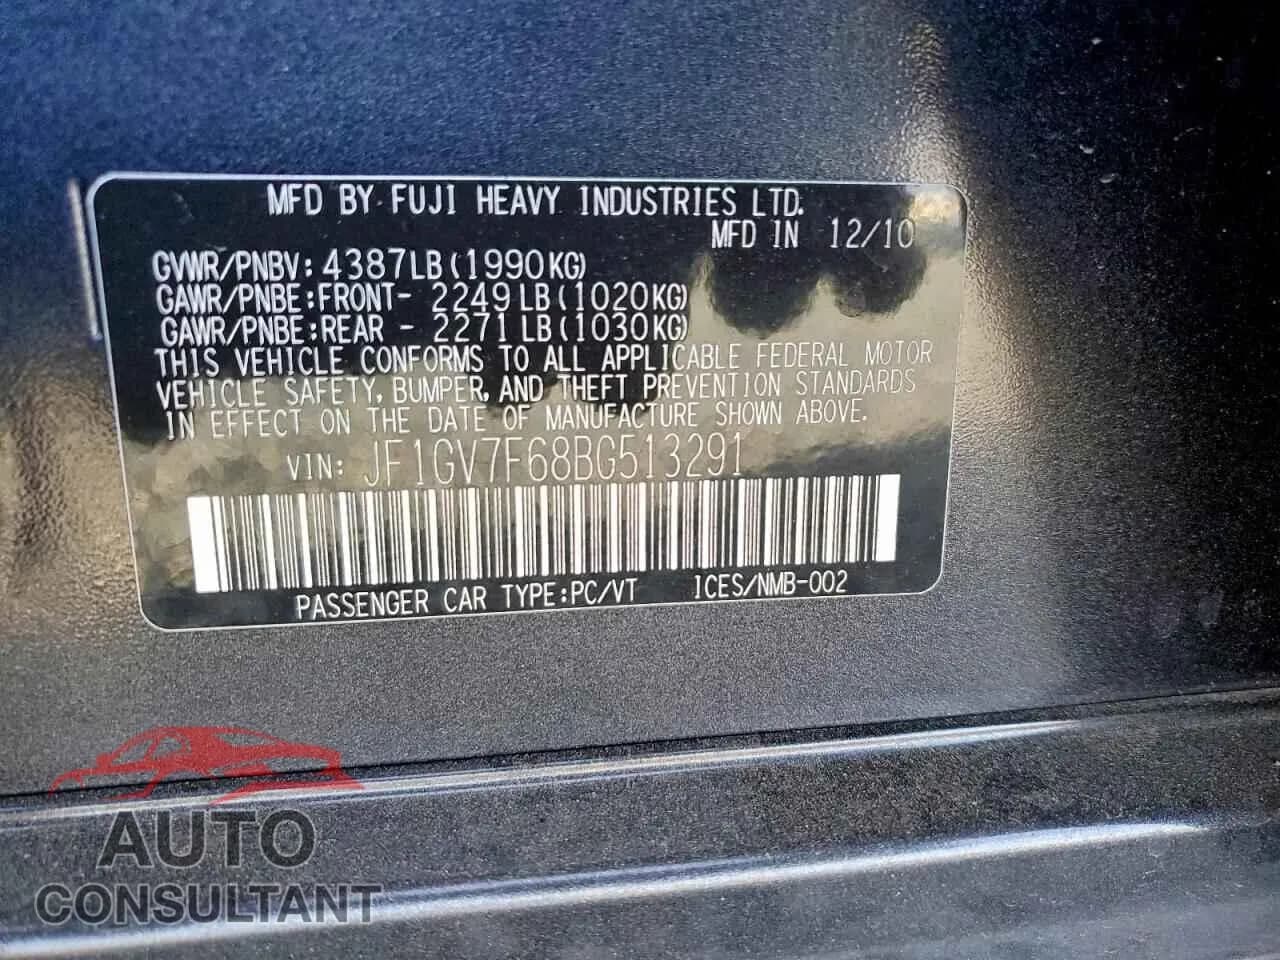 MFD BY FUJI HEAVY INDUSTRIES LTD.
MFD IN 12/10
GVWR/PNBV: 4387LB(1990KG)
GAWR/PNBE:FRONT- 2249LB(1020KG)
GAWR/PNBE:REAR - 2271LB(1030KG)
THIS VEHICLE CONFORMS TO ALL APPLICABLE FEDERAL MOTOR
VEHICLE SAFETY, BUMPER, AND THEFT PREVENTION STANDARDS
IN EFFECT ON THE DATE OF MANUFACTURE SHOWN ABOVE.
VIN: JF1GV7F68BG513291
PASSENGER CAR TYPE:PC/VT ICES/NMB-002
AUTO
CONSULTANT